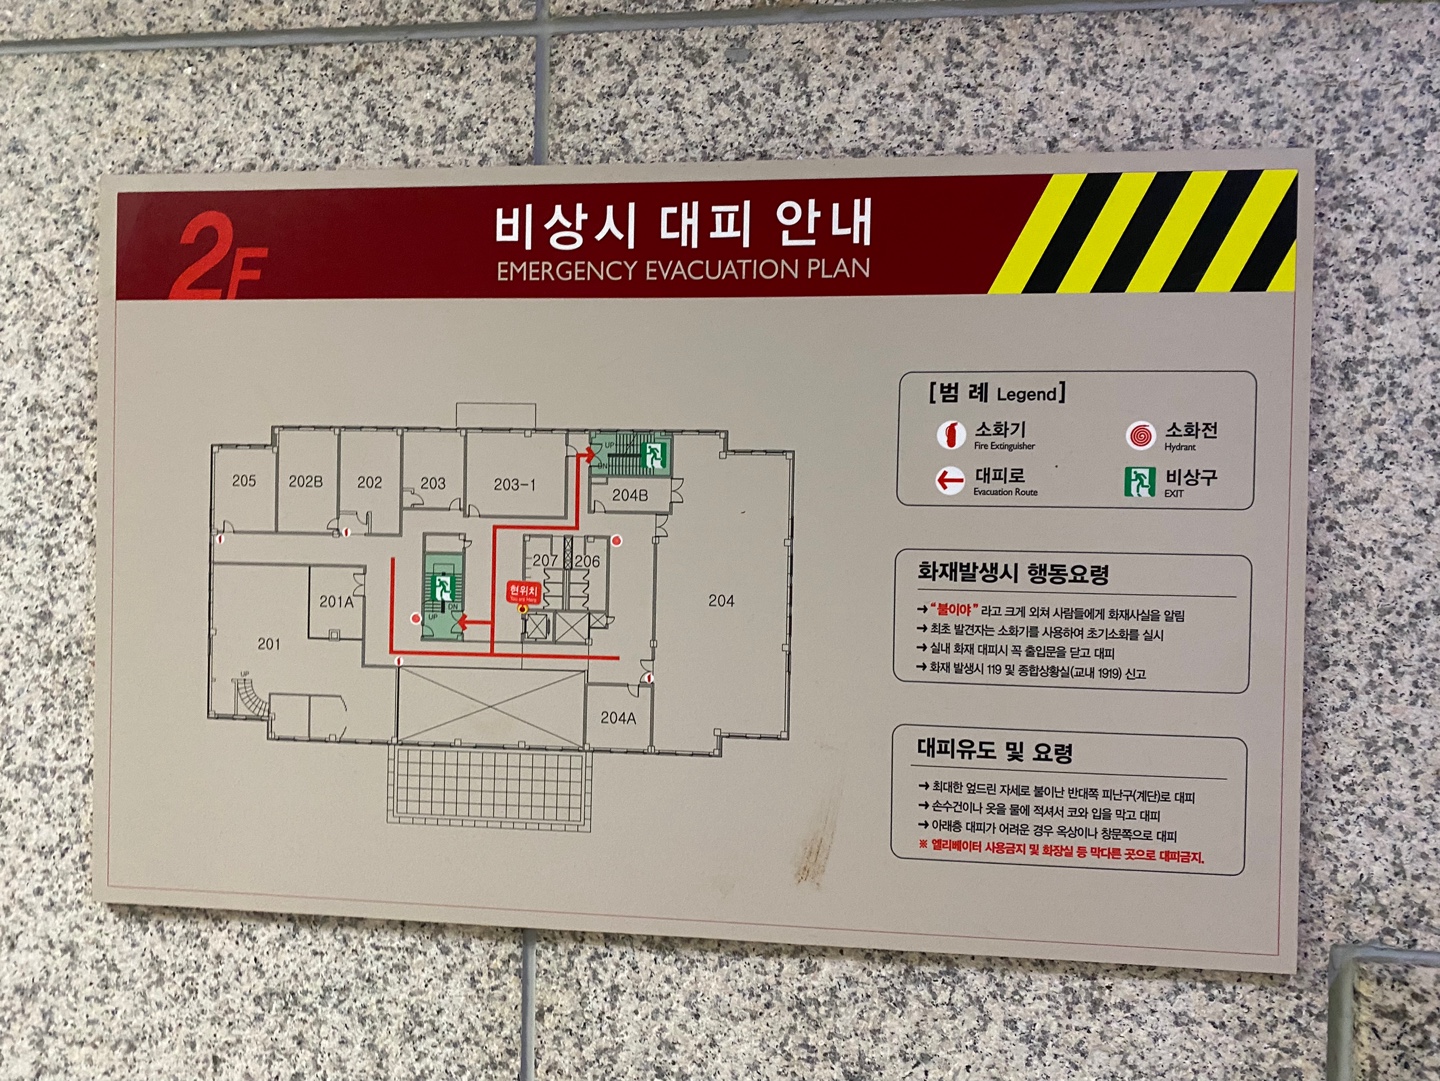 2F
비상시 대피 안내
EMERGENCY EVACUATION PLAN
[범 례 Legend]
소화기
Fire Extinguisher
소화전
Hydrant
대피로
Evacuation Route
비상구
EXIT
205
202B
202
203
203-1
UP
DN
204B
207
206
현위치
You are Here
201A
DN
UP
204
201
UP
204A
화재발생시 행동요령
➔ "불이야" 라고 크게 외쳐 사람들에게 화재사실을 알림
➔ 최초 발견자는 소화기를 사용하여 초기소화를 실시
➔ 실내 화재 대피시 꼭 출입문을 닫고 대피
➔ 화재 발생시 119 및 종합상황실(교내 1919) 신고
대피유도 및 요령
➔ 최대한 엎드린 자세로 불이난 반대쪽 피난구(계단)로 대피
➔ 손수건이나 옷을 물에 적셔서 코와 입을 막고 대피
➔ 아래층 대피가 어려운 경우 옥상이나 창문쪽으로 대피
※ 엘리베이터 사용금지 및 화장실 등 막다른 곳으로 대피금지.